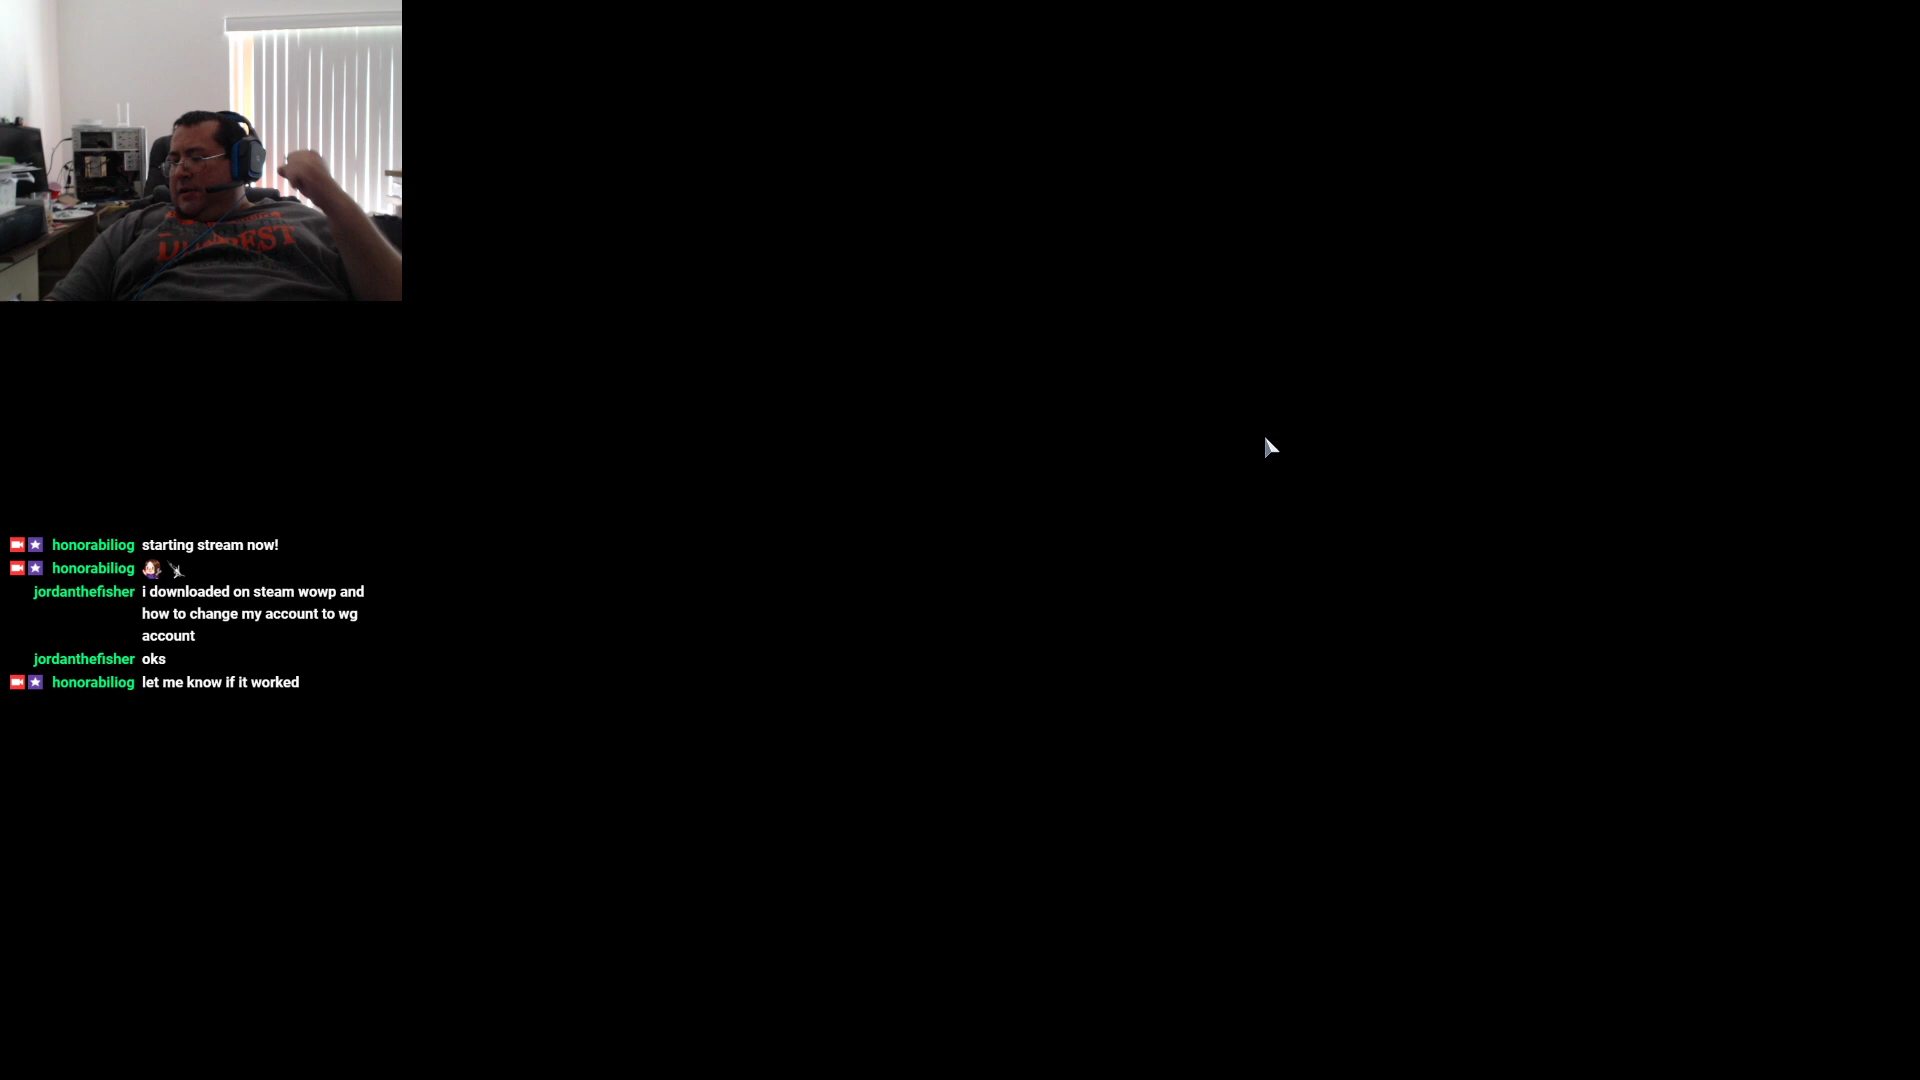 honorabiliog starting stream now!
honorabiliog
jordanthefisher i downloaded on steam wowp and
how to change my account to wg
account
jordanthefisher oks
honorabiliog let me know if it worked